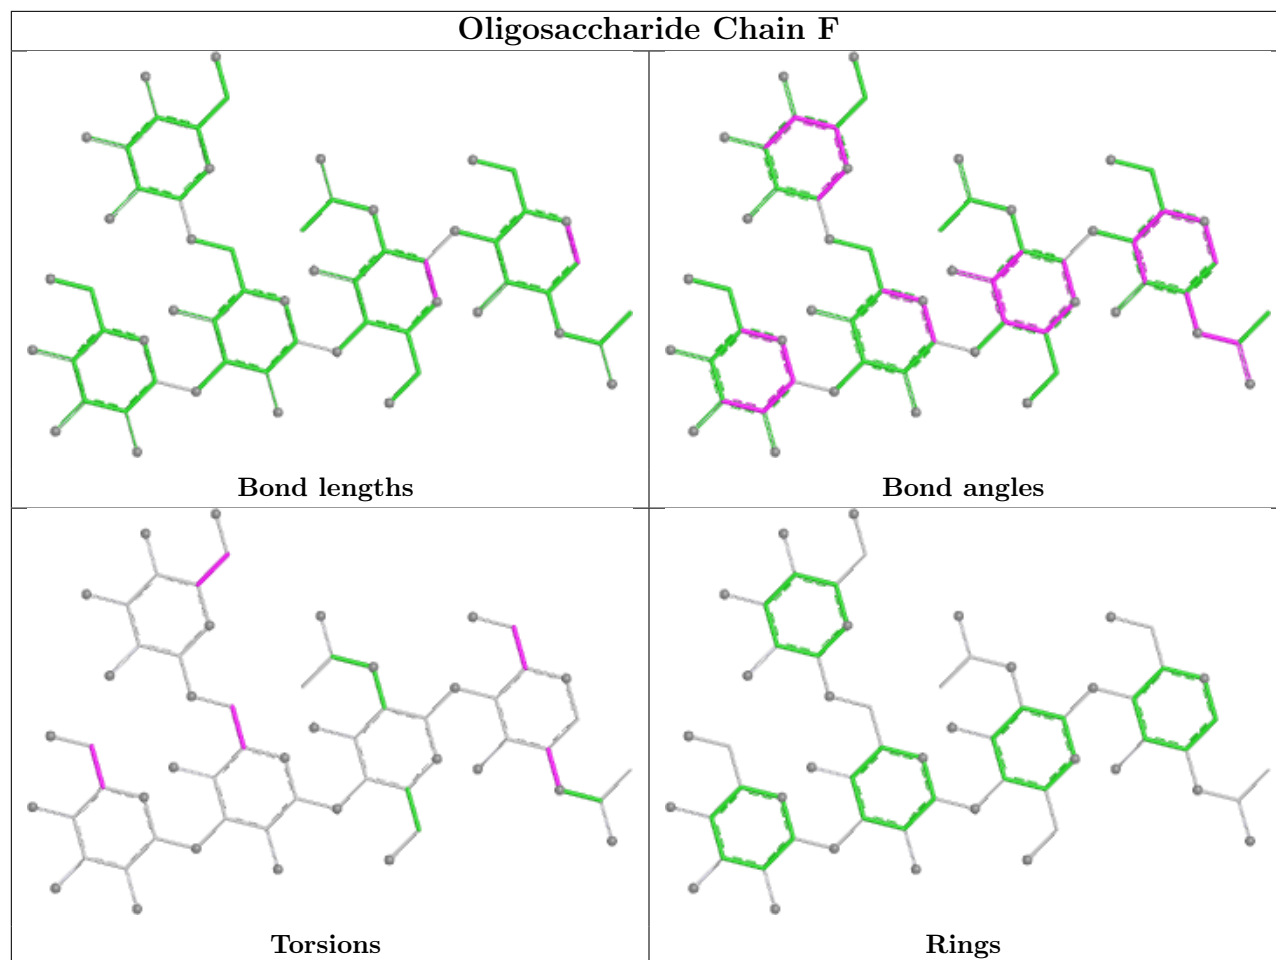 Oligosaccharide Chain F
Bond lengths
Bond angles
Torsions
Rings